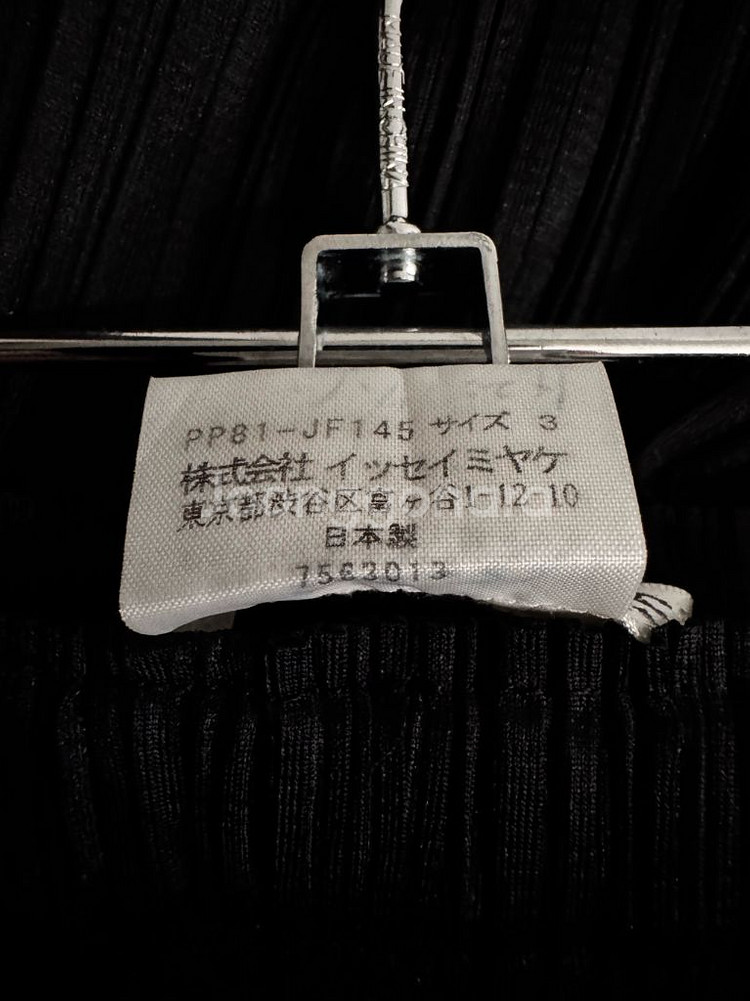 PP81-JF145 サイズ 3
株式会社 イッセイミヤケ
東京都渋谷区富ヶ谷1-12-10
日本製
7563013